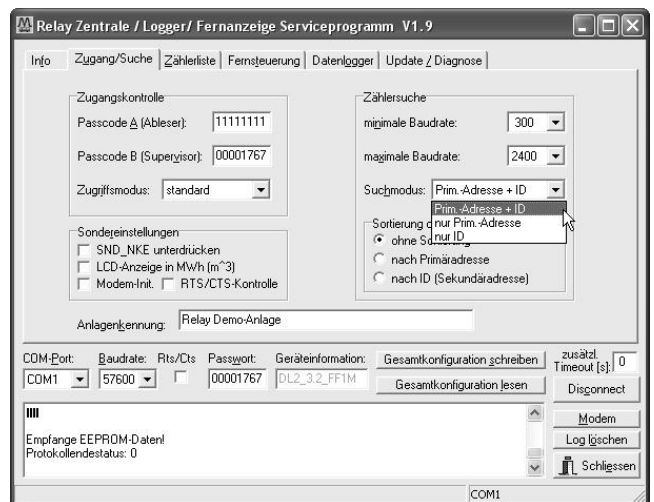 Relay Zentrale / Logger/ Fernanzeige Serviceprogramm V1.9
Info Zugang/Suche Zählerliste Fernsteuerung Datenlogger Update / Diagnose
Zugangskontrolle
Passcode A (Ableser): 11111111
Passcode B (Supervisor): 00001767
Zugriffsmodus: standard
Sondereinstellungen
SND_NKE unterdrücken
LCD-Anzeige in MWh (m^3)
Modem-Init. RTS/CTS-Kontrolle
Zählersuche
minimale Baudrate: 300
maximale Baudrate: 2400
Suchmodus: Prim.-Adresse + ID
Prim.-Adresse + ID
nur Prim.-Adresse
nur ID
Sortierung
ohne
nach Primäradresse
nach ID (Sekundäradresse)
Anlagenkennung: Relay Demo-Anlage
COM-Port: Baudrate: Rts/Cts Passwort: Geräteinformation:
COM1 57600 00001767 DL2_3.2_FF1M
Gesamtkonfiguration schreiben
Gesamtkonfiguration lesen
zusätzl. Timeout [s]: 0
Disconnect
Modem
Log löschen
Schliessen
Empfange EEPROM-Daten!
Protokollendestatus: 0
COM1